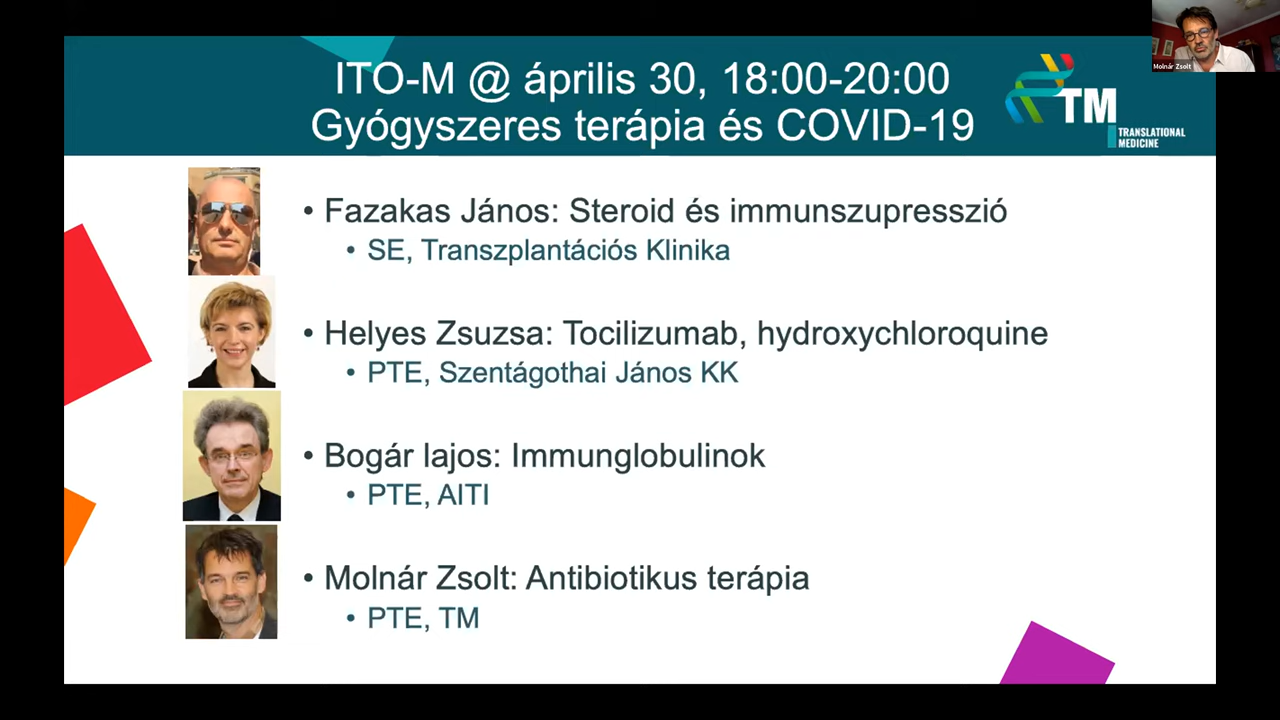 ITO-M @ április 30, 18:00-20:00
Gyógyszeres terápia és COVID-19
TM
TRANSLATIONAL
MEDICINE
Molnár Zsolt
• Fazakas János: Steroid és immunszupresszió
• SE, Transzplantációs Klinika
• Helyes Zsuzsa: Tocilizumab, hydroxychloroquine
• PTE, Szentágothai János KK
• Bogár lajos: Immunglobulinok
• PTE, AITI
• Molnár Zsolt: Antibiotikus terápia
• PTE, TM